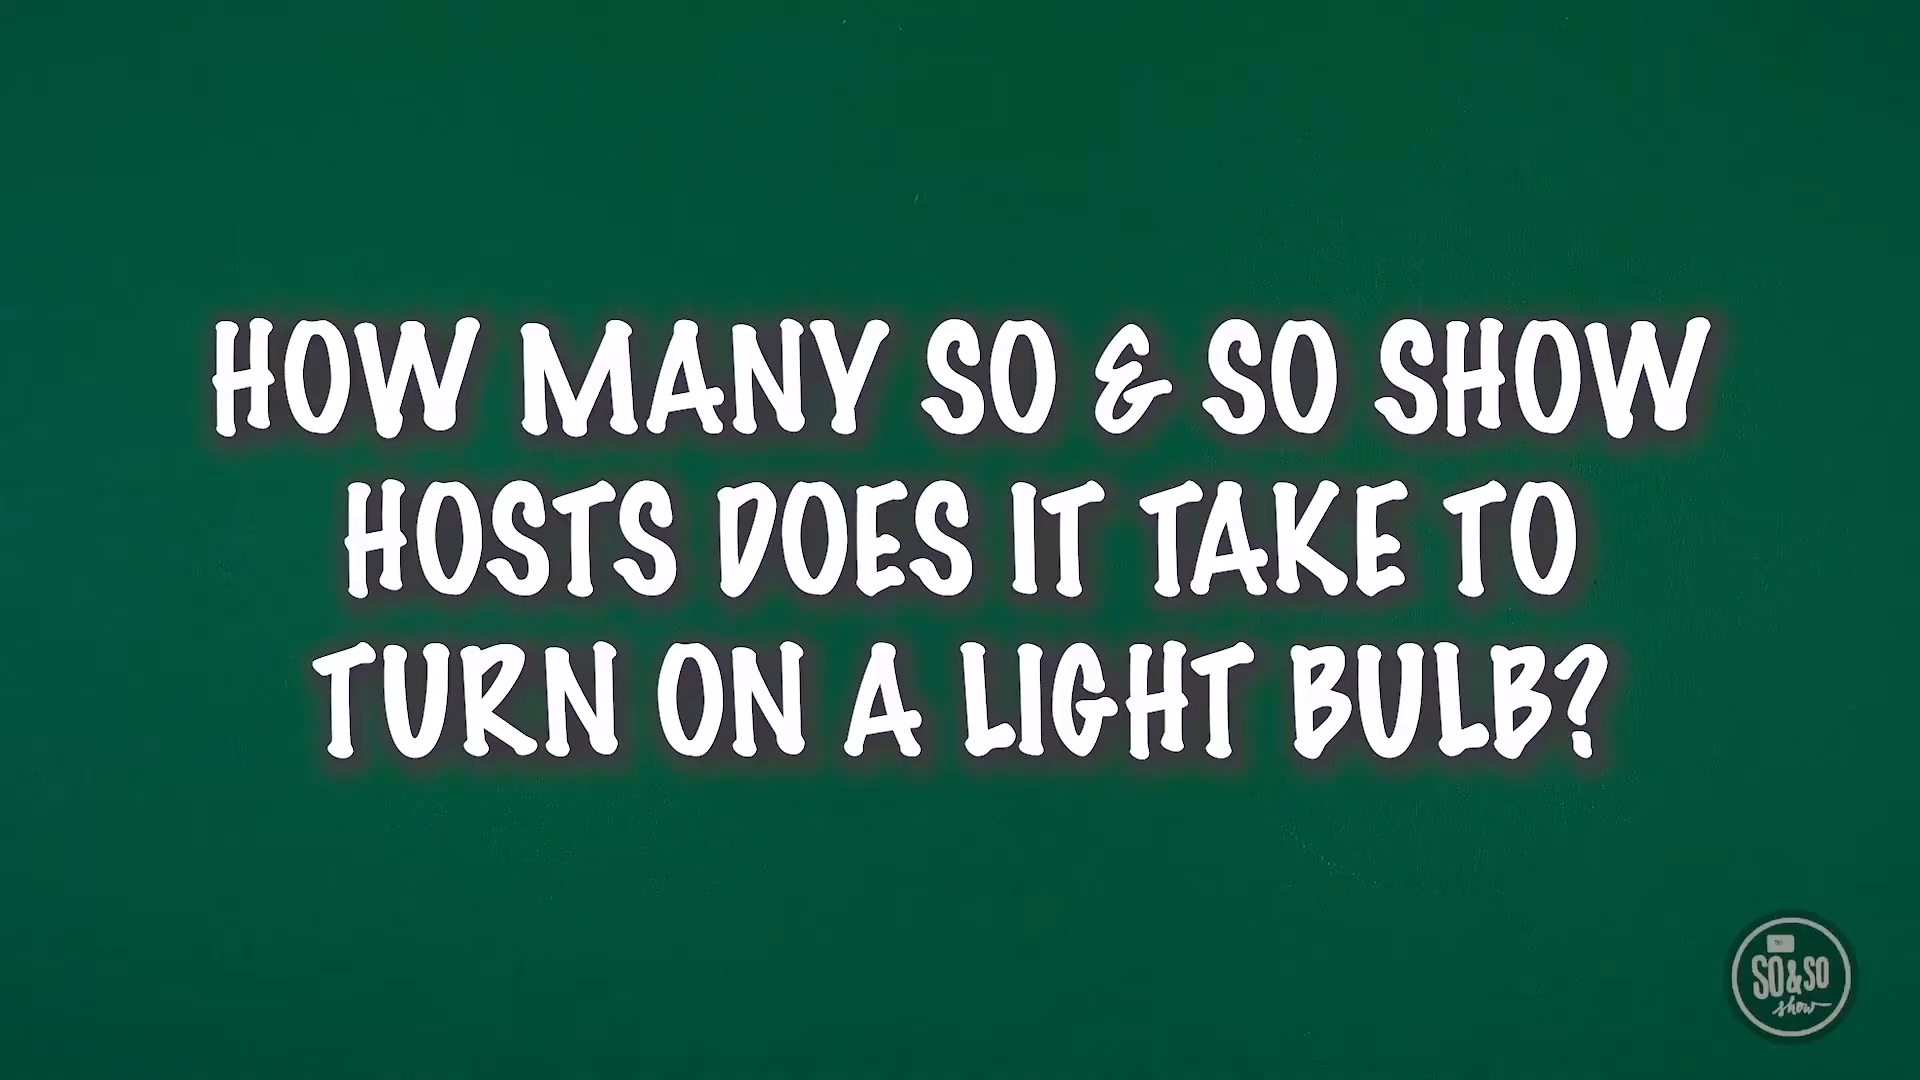 HOW MANY SO & SO SHOW
HOSTS DOES IT TAKE TO
TURN ON A LIGHT BULB?
SO & SO
show